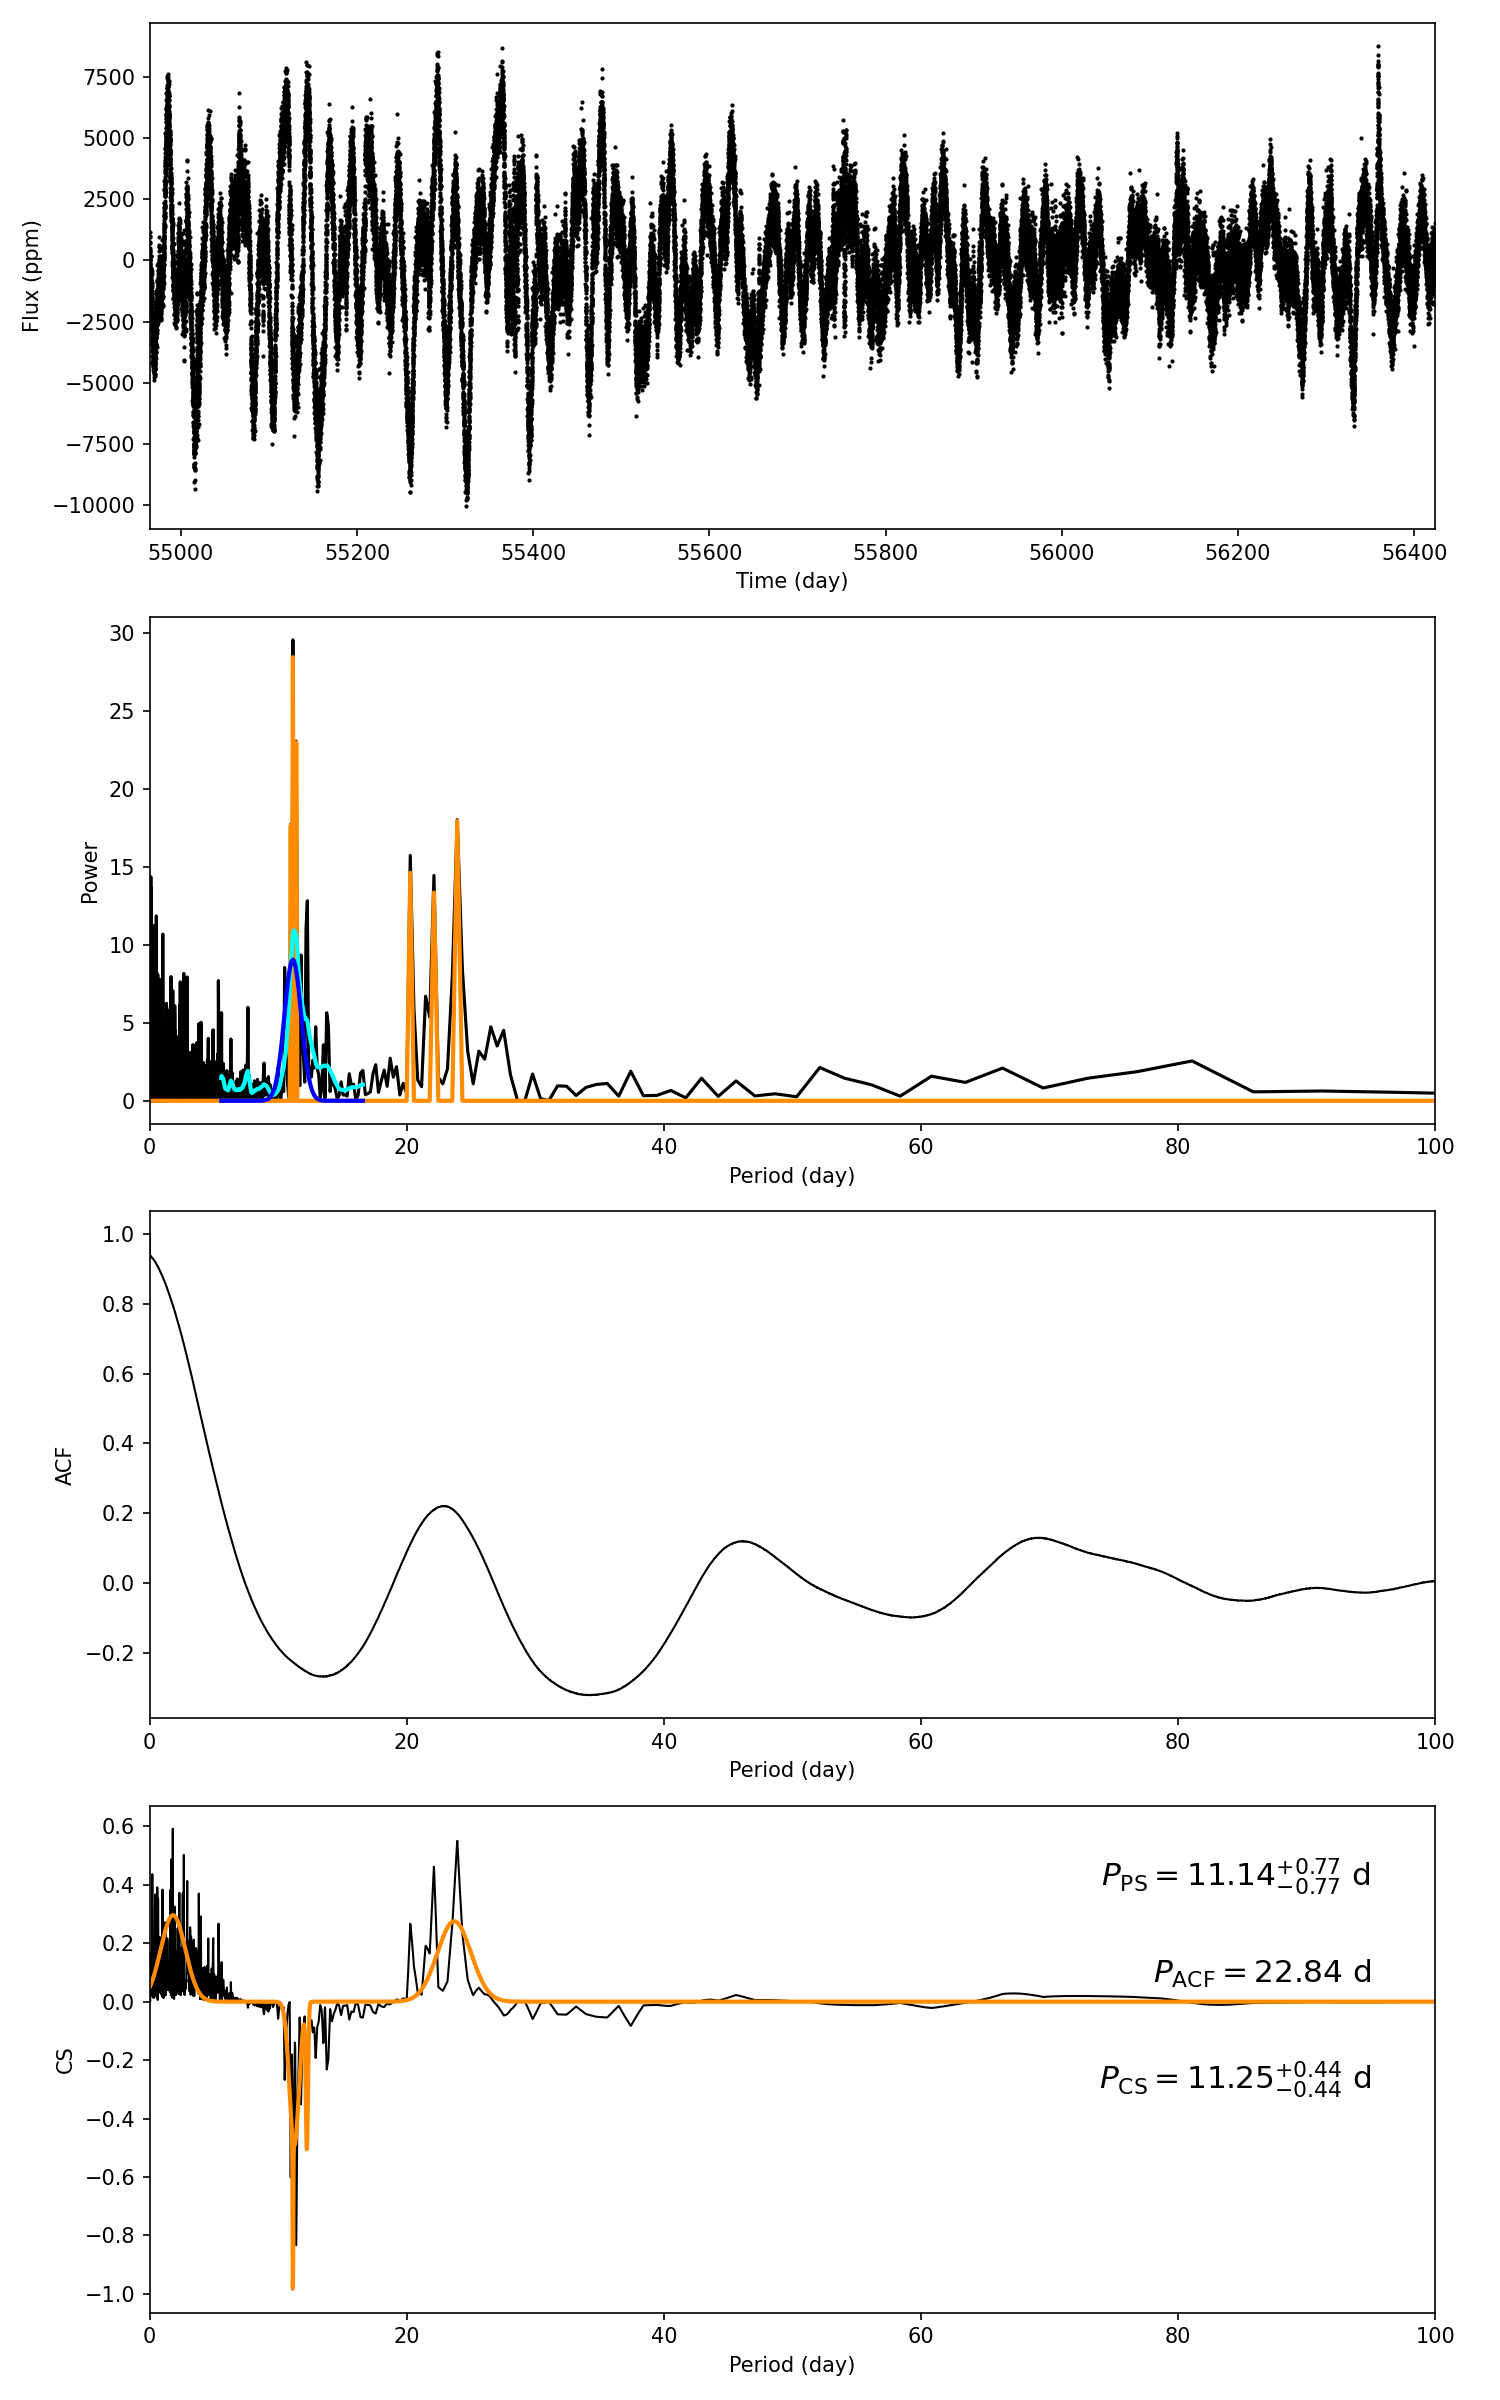 7500
5000
2500
0
−2500
−5000
−7500
−10000
Flux (ppm)
55000 55200 55400 55600 55800 56000 56200 56400
Time (day)
30
25
20
15
10
5
0
Power
0 20 40 60 80 100
Period (day)
1.0
0.8
0.6
0.4
0.2
0.0
−0.2
ACF
0 20 40 60 80 100
Period (day)
0.6
0.4
0.2
0.0
−0.2
−0.4
−0.6
−0.8
−1.0
CS
P_PS = 11.14 +0.77 −0.77 d
P_ACF = 22.84 d
P_CS = 11.25 +0.44 −0.44 d
0 20 40 60 80 100
Period (day)